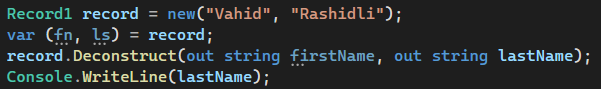 Record1 record = new("Vahid", "Rashidli");
var (fn, ls) = record;
record.Deconstruct(out string firstName, out string lastName);
Console.WriteLine(lastName);